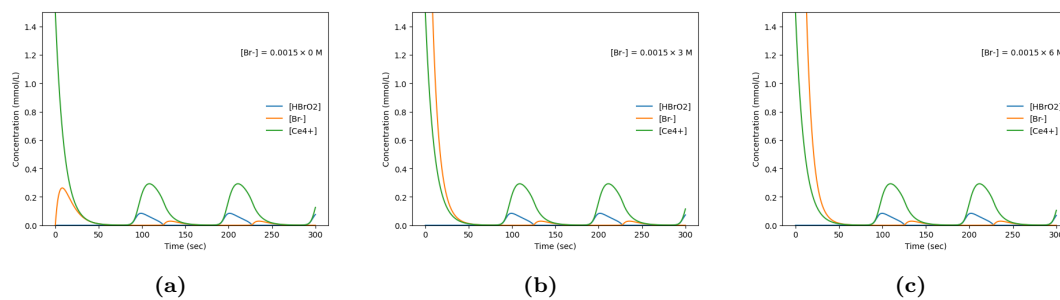 1.4
1.2
1.0
0.8
0.6
0.4
0.2
0.0
Concentration (mmol/L)
[Br-] = 0.0015 × 0 M
[HBrO2]
[Br-]
[Ce4+]
0 50 100 150 200 250 300
Time (sec)
(a)
1.4
1.2
1.0
0.8
0.6
0.4
0.2
0.0
Concentration (mmol/L)
[Br-] = 0.0015 × 3 M
[HBrO2]
[Br-]
[Ce4+]
0 50 100 150 200 250 300
Time (sec)
(b)
1.4
1.2
1.0
0.8
0.6
0.4
0.2
0.0
Concentration (mmol/L)
[Br-] = 0.0015 × 6 M
[HBrO2]
[Br-]
[Ce4+]
0 50 100 150 200 250 300
Time (sec)
(c)